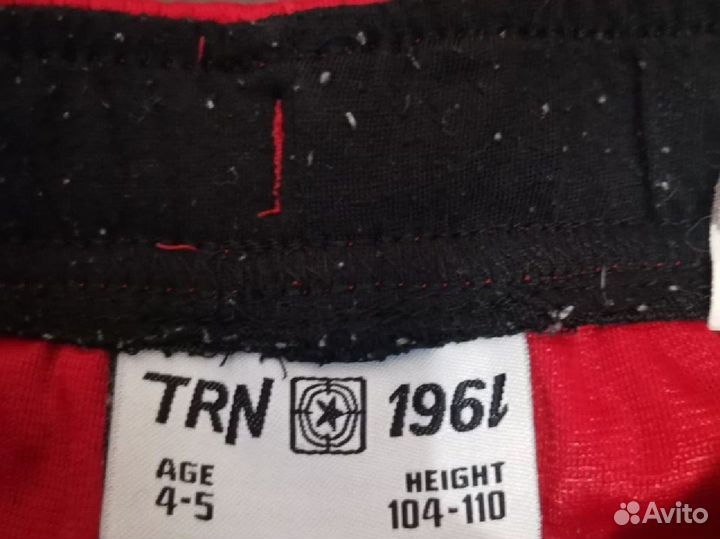 TRN 1961
AGE HEIGHT
4-5 104-110
Avito